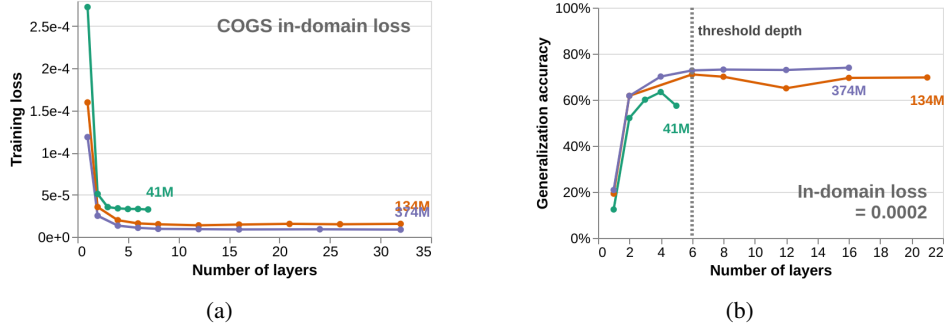 COGS in-domain loss
Training loss
2.5e-4
2e-4
1.5e-4
1e-4
5e-5
0e+0
41M
134M
374M
0 5 10 15 20 25 30 35
Number of layers
(a)
Generalization accuracy
100%
80%
60%
40%
20%
0%
threshold depth
374M
134M
41M
In-domain loss
= 0.0002
0 2 4 6 8 10 12 14 16 18 20 22
Number of layers
(b)